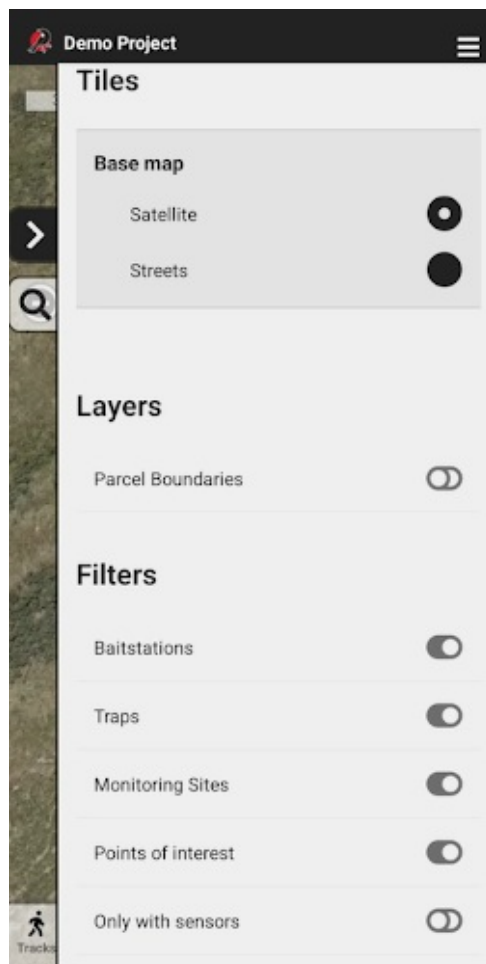 Demo Project
Tiles
Base map
Satellite
Streets
Layers
Parcel Boundaries
Filters
Baitstations
Traps
Monitoring Sites
Points of interest
Only with sensors
Tracks